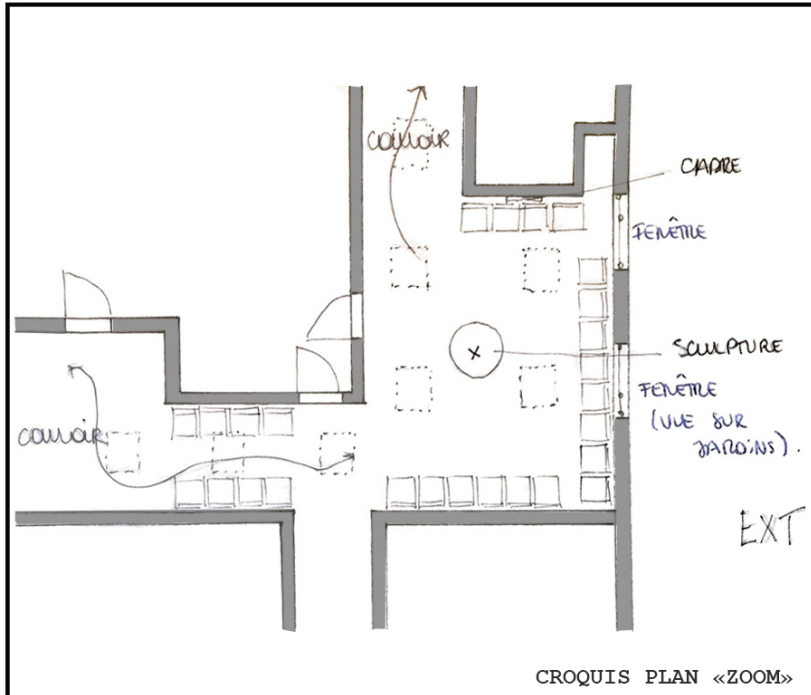 COULOIR
CADRE
FENÊTRE
SCULPTURE
FENÊTRE
(VUE SUR
JARDINS).
COULOIR
EXT
CROQUIS PLAN «ZOOM»